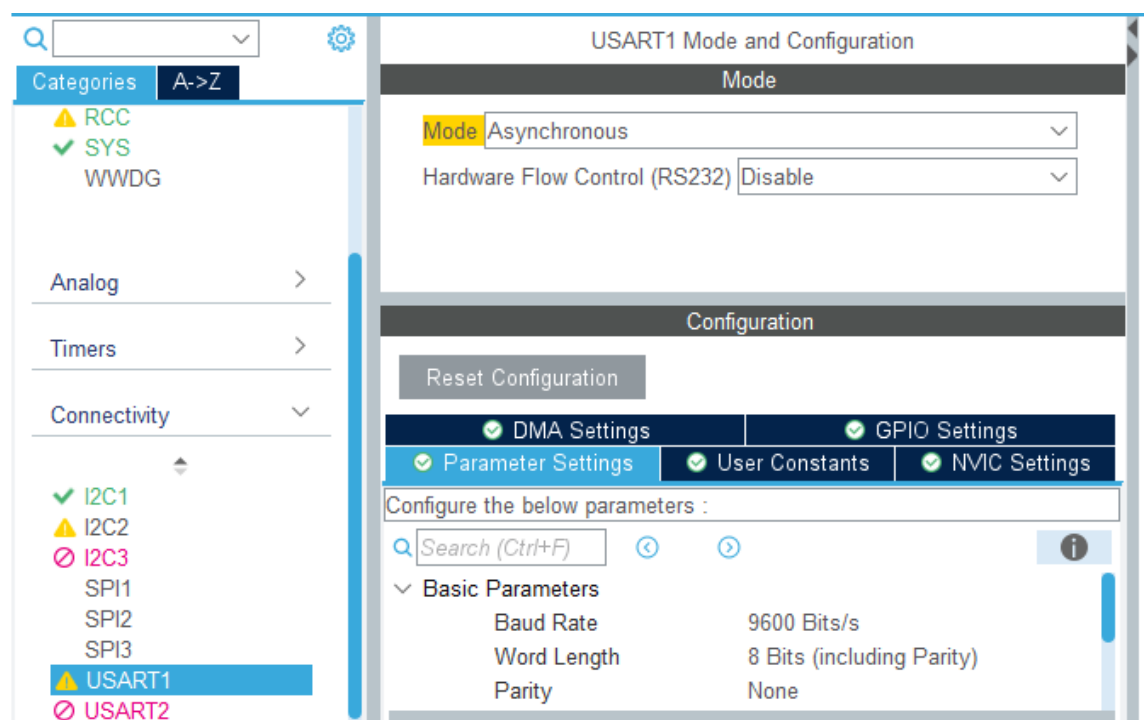 Categories
A->Z
RCC
SYS
WWDG
Analog
Timers
Connectivity
I2C1
I2C2
I2C3
SPI1
SPI2
SPI3
USART1
USART2
USART1 Mode and Configuration
Mode
Mode Asynchronous
Hardware Flow Control (RS232) Disable
Configuration
Reset Configuration
DMA Settings GPIO Settings
Parameter Settings User Constants NVIC Settings
Configure the below parameters :
Search (Ctrl+F)
Basic Parameters
Baud Rate 9600 Bits/s
Word Length 8 Bits (including Parity)
Parity None